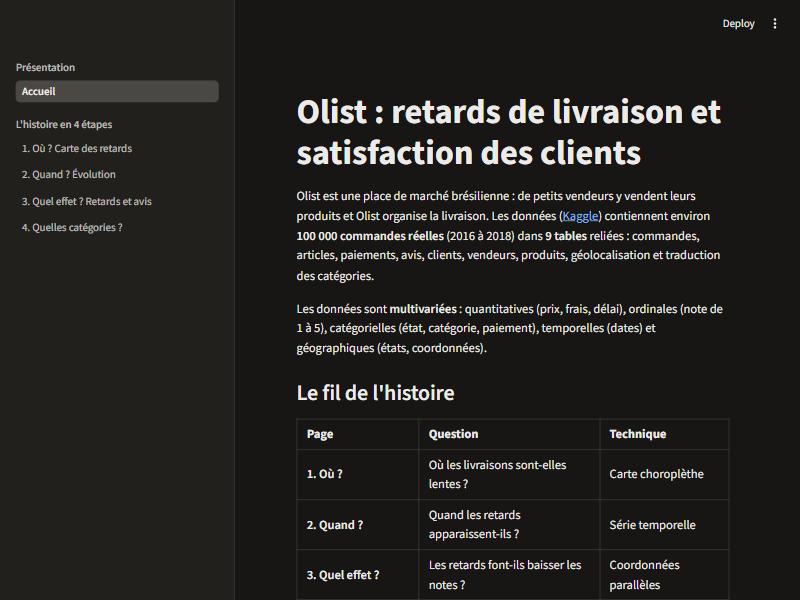 Deploy
Présentation
Accueil
L'histoire en 4 étapes
1. Où ? Carte des retards
2. Quand ? Évolution
3. Quel effet ? Retards et avis
4. Quelles catégories ?
Olist : retards de livraison et
satisfaction des clients
Olist est une place de marché brésilienne : de petits vendeurs y vendent leurs
produits et Olist organise la livraison. Les données (Kaggle) contiennent environ
100 000 commandes réelles (2016 à 2018) dans 9 tables reliées : commandes,
articles, paiements, avis, clients, vendeurs, produits, géolocalisation et traduction
des catégories.
Les données sont multivariées : quantitatives (prix, frais, délai), ordinales (note de
1 à 5), catégorielles (état, catégorie, paiement), temporelles (dates) et
géographiques (états, coordonnées).
Le fil de l'histoire
Page Question Technique
1. Où ? Où les livraisons sont-elles lentes ? Carte choroplèthe
2. Quand ? Quand les retards apparaissent-ils ? Série temporelle
3. Quel effet ? Les retards font-ils baisser les notes ? Coordonnées parallèles